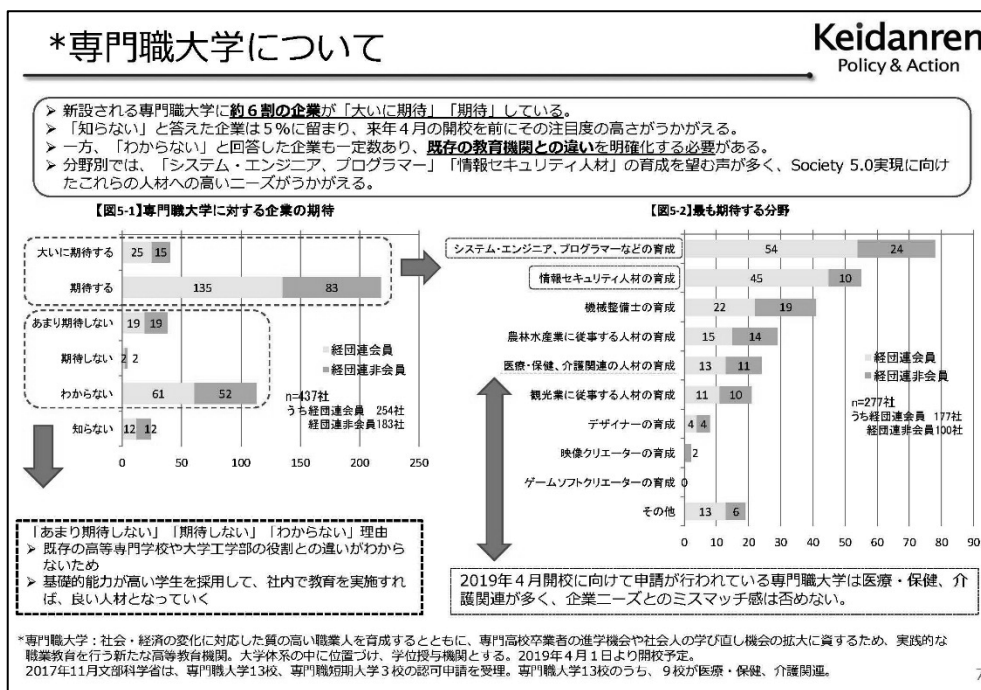 *専門職大学について
Keidanren
Policy & Action
➢ 新設される専門職大学に約6割の企業が「大いに期待」「期待」している。
➢ 「知らない」と答えた企業は5%に留まり、来年4月の開校を前にその注目度の高さがうかがえる。
➢ 一方、「わからない」と回答した企業も一定数あり、既存の教育機関との違いを明確化する必要がある。
➢ 分野別では、「システム・エンジニア、プログラマー」「情報セキュリティ人材」の育成を望む声が多く、Society 5.0実現に向け
たこれらの人材への高いニーズがうかがえる。
【図5-1】専門職大学に対する企業の期待
大いに期待する 25 15
期待する 135 83
あまり期待しない 19 19
期待しない 2 2
わからない 61 52
知らない 12 12
0 50 100 150 200 250
経団連会員
経団連非会員
n=437社
うち経団連会員 254社
経団連非会員183社
【図5-2】最も期待する分野
システム・エンジニア、プログラマーなどの育成 54 24
情報セキュリティ人材の育成 45 10
機械整備士の育成 22 19
農林水産業に従事する人材の育成 15 14
医療・保健、介護関連の人材の育成 13 11
観光業に従事する人材の育成 11 10
デザイナーの育成 4 4
映像クリエーターの育成 2
ゲームソフトクリエーターの育成 0
その他 13 6
0 10 20 30 40 50 60 70 80 90
経団連会員
経団連非会員
n=277社
うち経団連会員 177社
経団連非会員100社
「あまり期待しない」「期待しない」「わからない」理由
➢ 既存の高等専門学校や大学工学部の役割との違いがわから
ないため
➢ 基礎的能力が高い学生を採用して、社内で教育を実施すれ
ば、良い人材となっていく
2019年4月開校に向けて申請が行われている専門職大学は医療・保健、介
護関連が多く、企業ニーズとのミスマッチ感は否めない。
*専門職大学:社会・経済の変化に対応した質の高い職業人を育成するとともに、専門高校卒業者の進学機会や社会人の学び直し機会の拡大に資するため、実践的な
職業教育を行う新たな高等教育機関。大学体系の中に位置づけ、学位授与機関とする。2019年4月1日より開校予定。
2017年11月文部科学省は、専門職大学13校、専門職短期大学3校の認可申請を受理。専門職大学13校のうち、9校が医療・保健、介護関連。
7